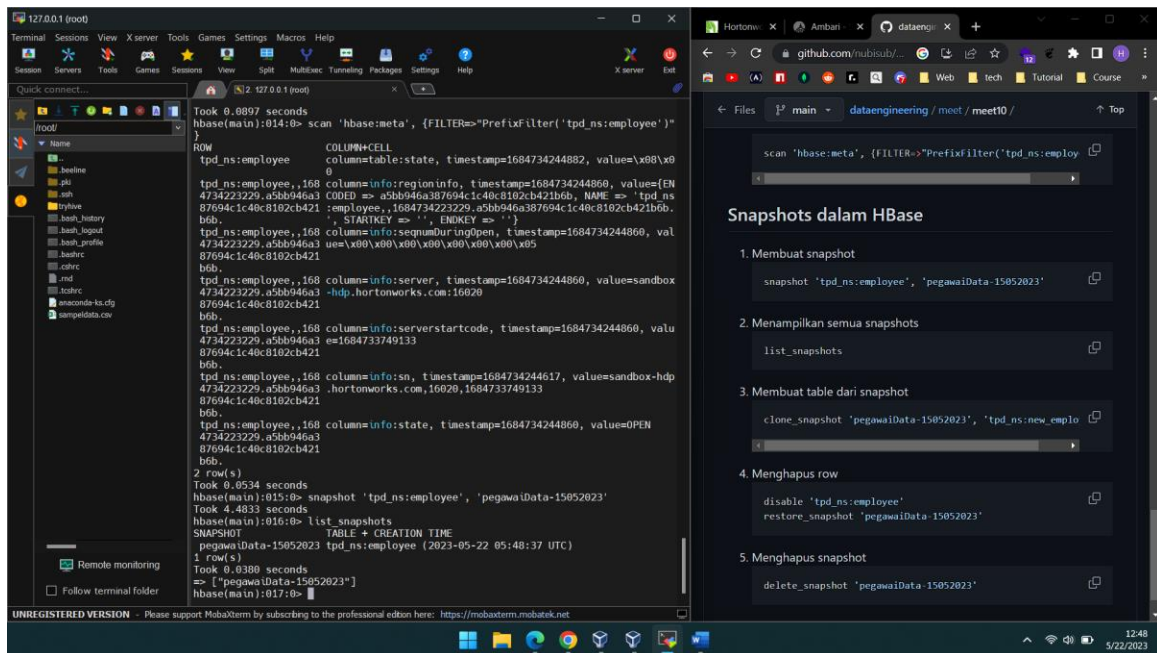 127.0.0.1 (root)
Terminal Sessions View X server Tools Games Settings Macros Help
Session Servers Tools Games Sessions View Split MultiExec Tunneling Packages Settings Help X server Exit
Quick connect...
2. 127.0.0.1 (root)
/root/
Name
..
.beeline
.pki
.ssh
tryhive
.bash_history
.bash_logout
.bash_profile
.bashrc
.cshrc
.rnd
.tcshrc
anaconda-ks.cfg
sampeldata.csv
Remote monitoring
Follow terminal folder
Took 0.0897 seconds
hbase(main):014:0> scan 'hbase:meta', {FILTER=>"PrefixFilter('tpd_ns:employee')"
}
ROW COLUMN+CELL
tpd_ns:employee column=table:state, timestamp=1684734244882, value=\x08\x0
0
tpd_ns:employee,,168 column=info:regioninfo, timestamp=1684734244860, value={EN
4734223229.a5bb946a3 CODED => a5bb946a387694c1c40c8102cb421b6b, NAME => 'tpd_ns
87694c1c40c8102cb421 :employee,,1684734223229.a5bb946a387694c1c40c8102cb421b6b.
b6b. ', STARTKEY => '', ENDKEY => ''}
tpd_ns:employee,,168 column=info:seqnumDuringOpen, timestamp=1684734244860, val
4734223229.a5bb946a3 ue=\x00\x00\x00\x00\x00\x00\x00\x05
87694c1c40c8102cb421
b6b.
tpd_ns:employee,,168 column=info:server, timestamp=1684734244860, value=sandbox
4734223229.a5bb946a3 -hdp.hortonworks.com:16020
87694c1c40c8102cb421
b6b.
tpd_ns:employee,,168 column=info:serverstartcode, timestamp=1684734244860, valu
4734223229.a5bb946a3 e=1684733749133
87694c1c40c8102cb421
b6b.
tpd_ns:employee,,168 column=info:sn, timestamp=1684734244617, value=sandbox-hdp
4734223229.a5bb946a3 .hortonworks.com,16020,1684733749133
87694c1c40c8102cb421
b6b.
tpd_ns:employee,,168 column=info:state, timestamp=1684734244860, value=OPEN
4734223229.a5bb946a3
87694c1c40c8102cb421
b6b.
2 row(s)
Took 0.0534 seconds
hbase(main):015:0> snapshot 'tpd_ns:employee', 'pegawaiData-15052023'
Took 4.4833 seconds
hbase(main):016:0> list_snapshots
SNAPSHOT TABLE + CREATION TIME
pegawaiData-15052023 tpd_ns:employee (2023-05-22 05:48:37 UTC)
1 row(s)
Took 0.0380 seconds
=> ["pegawaiData-15052023"]
hbase(main):017:0>
UNREGISTERED VERSION - Please support MobaXterm by subscribing to the professional edition here: https://mobaxterm.mobatek.net
Hortonwo Ambari - dataengin
github.com/nubisub/...
12
H
Web tech Tutorial Course »
Files main dataengineering / meet / meet10 / Top
scan 'hbase:meta', {FILTER=>"PrefixFilter('tpd_ns:employ
Snapshots dalam HBase
1. Membuat snapshot
snapshot 'tpd_ns:employee', 'pegawaiData-15052023'
2. Menampilkan semua snapshots
list_snapshots
3. Membuat table dari snapshot
clone_snapshot 'pegawaiData-15052023', 'tpd_ns:new_emplo
4. Menghapus row
disable 'tpd_ns:employee'
restore_snapshot 'pegawaiData-15052023'
5. Menghapus snapshot
delete_snapshot 'pegawaiData-15052023'
12:48
5/22/2023